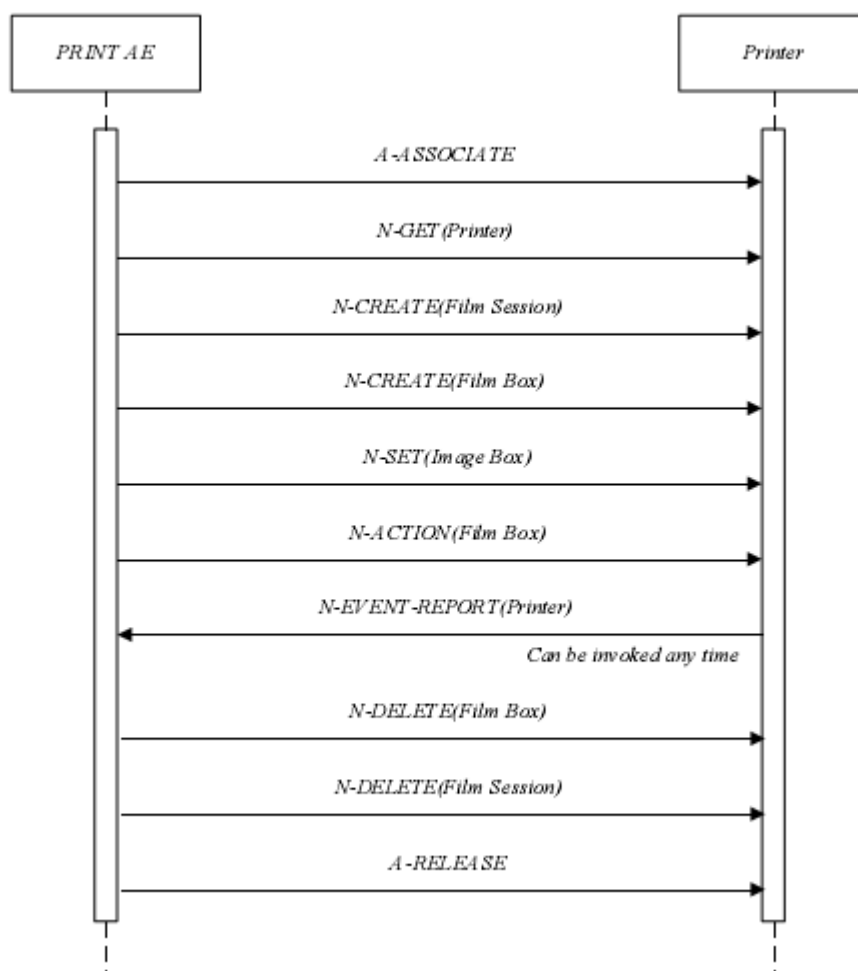 PRINT AE
Printer
A-ASSOCIATE
N-GET(Printer)
N-CREATE(Film Session)
N-CREATE(Film Box)
N-SET(Image Box)
N-ACTION(Film Box)
N-EVENT-REPORT(Printer)
Can be invoked any time
N-DELETE(Film Box)
N-DELETE(Film Session)
A-RELEASE